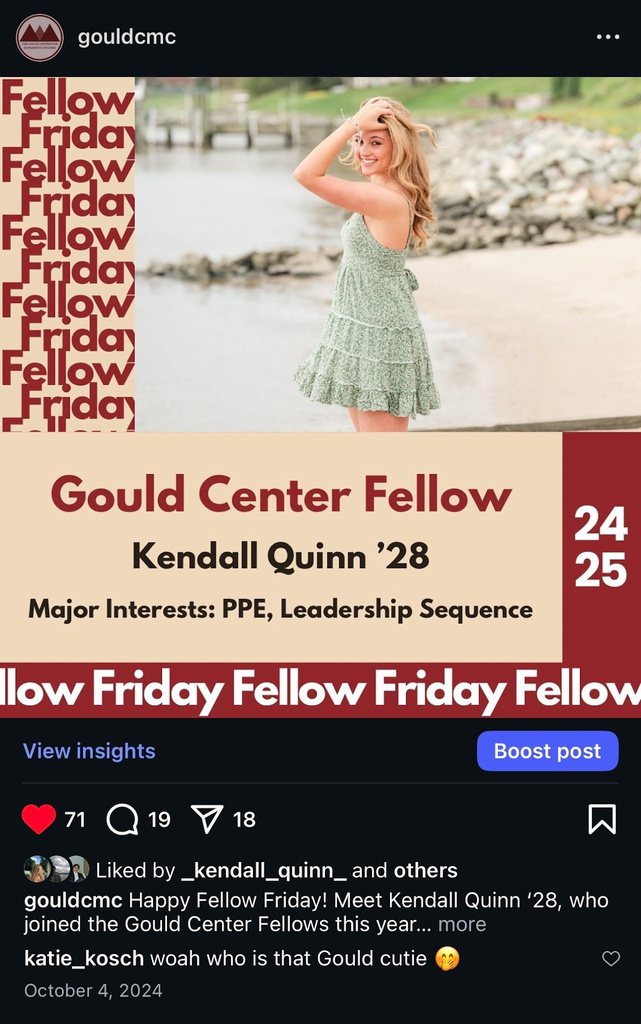 gouldcmc
Fellow
Friday
Fellow
Friday
Fellow
Friday
Fellow
Friday
Fellow
Friday
Gould Center Fellow
Kendall Quinn ’28
Major Interests: PPE, Leadership Sequence
24
25
llow Friday Fellow Friday Fellow
View insights
Boost post
71
19
18
Liked by _kendall_quinn_ and others
gouldcmc Happy Fellow Friday! Meet Kendall Quinn ‘28, who
joined the Gould Center Fellows this year... more
katie_kosch woah who is that Gould cutie 🤭
October 4, 2024